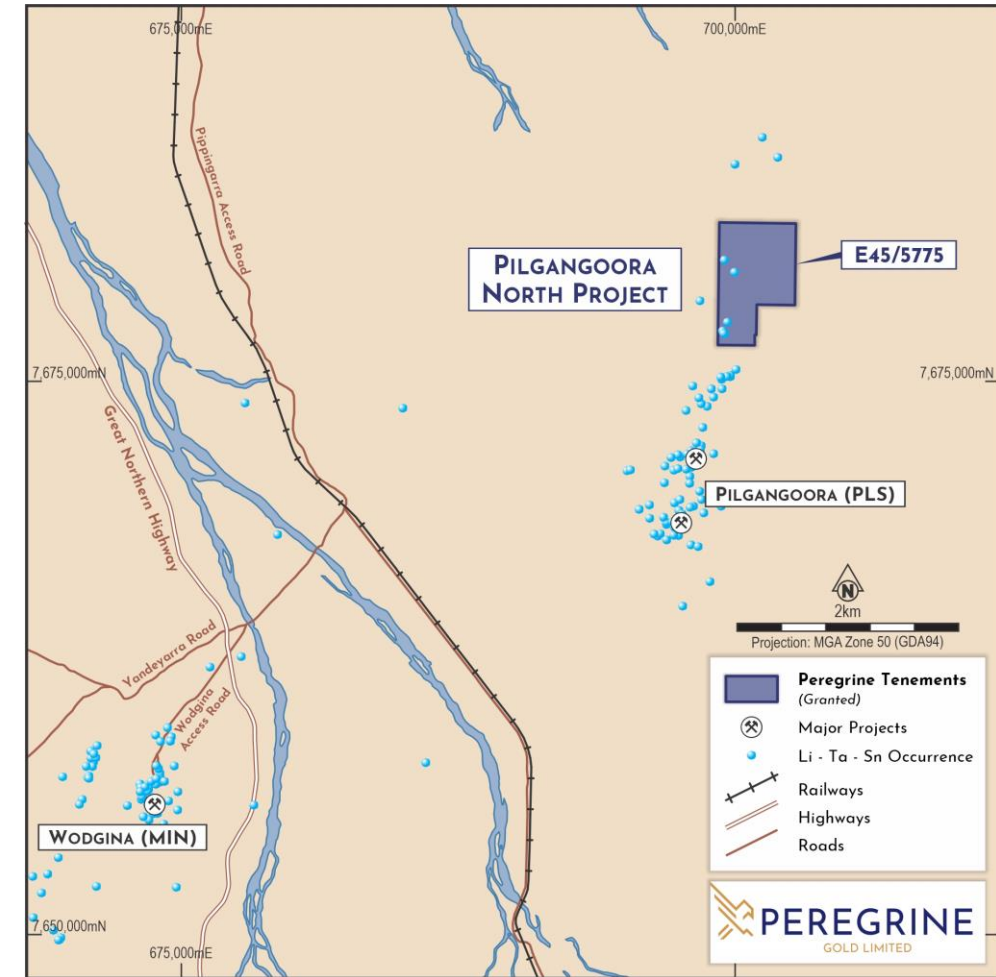 675,000mE
700,000mE
Pippingarra Access Road
PILGANGOORA
NORTH PROJECT
E45/5775
7,675,000mN
7,675,000mN
Great Northern Highway
PILGANGOORA (PLS)
N
2km
Projection: MGA Zone 50 (GDA94)
Yandeyarra Road
Wodgina
Access Road
Peregrine Tenements
(Granted)
Major Projects
Li - Ta - Sn Occurrence
Railways
Highways
Roads
WODGINA (MIN)
PEREGRINE
GOLD LIMITED
7,650,000mN
675,000mE